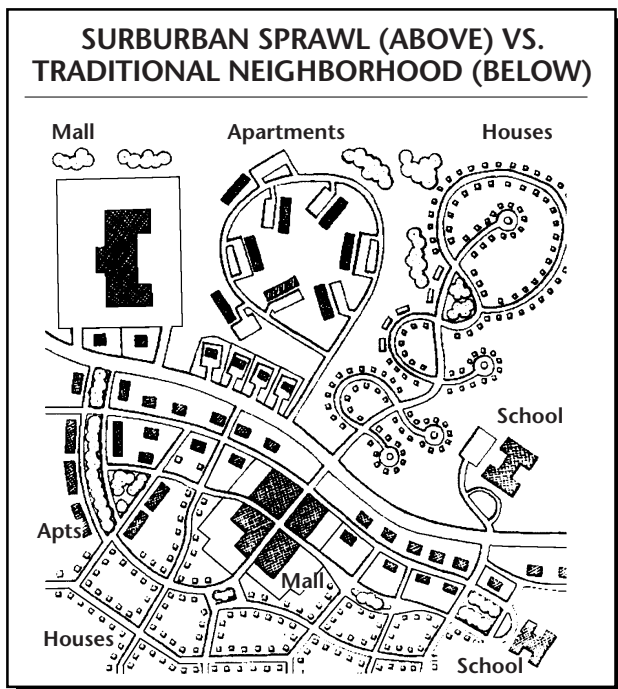 SURBURBAN SPRAWL (ABOVE) VS.
TRADITIONAL NEIGHBORHOOD (BELOW)
Mall
Apartments
Houses
School
Apts
Mall
Houses
School